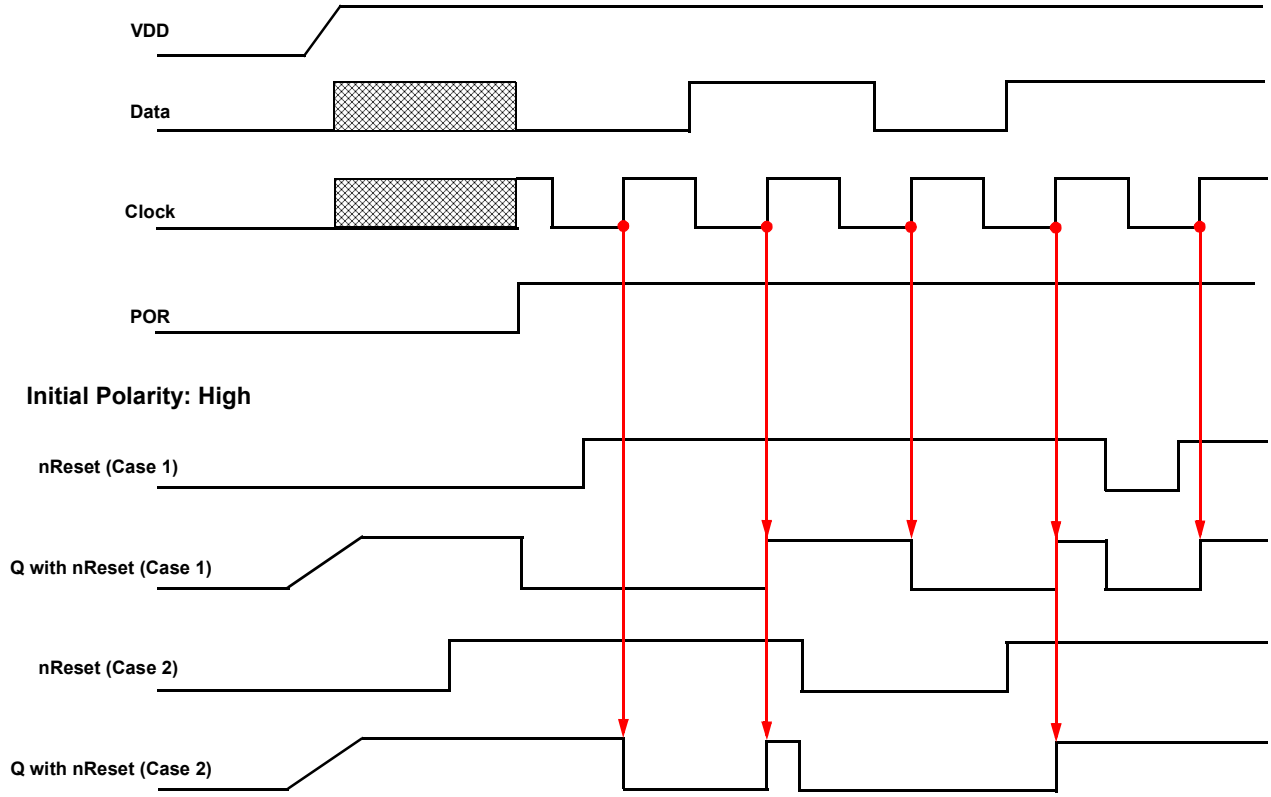 VDD
Data
Clock
POR
Initial Polarity: High
nReset (Case 1)
Q with nReset (Case 1)
nReset (Case 2)
Q with nReset (Case 2)